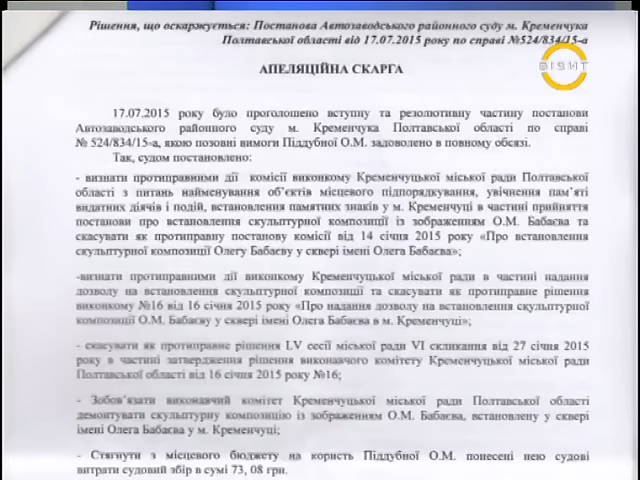 Рішення, що оскаржується: Постанова Автозаводського районного суду м. Кременчука
Полтавської області від 17.07.2015 року по справі №524/834/15-а
ВІЗИТ
АПЕЛЯЦІЙНА СКАРГА
17.07.2015 року було проголошено вступну та резолютивну частину постанови
Автозаводського районного суду м. Кременчука Полтавської області по справі
№ 524/834/15-а, якою позовні вимоги Піддубної О.М. задоволено в повному обсязі.
Так, судом постановлено:
- визнати протиправними дії комісії виконкому Кременчуцької міської ради Полтавської
області з питань найменування об’єктів місцевого підпорядкування, увічнення пам’яті
видатних діячів і подій, встановлення памятних знаків у м. Кременчуці в частині прийняття
постанови про встановлення скульптурної композиції із зображенням О.М. Бабаєва та
скасувати як протиправну постанову комісії від 14 січня 2015 року «Про встановлення
скульптурної композиції Олегу Бабаєву у сквері імені Олега Бабаєва»;
-визнати протиправними дії виконкому Кременчуцької міської ради в частині надання
дозволу на встановлення скульптурної композиції та скасувати як протиправне рішення
виконкому №16 від 16 січня 2015 року «Про надання дозволу на встановлення скульптурної
композиції О.М. Бабаєву у сквері імені Олега Бабаєва в м. Кременчуці»;
- скасувати як протиправне рішення LV сесії міської ради VI скликання від 27 січня 2015
року в частині затвердження рішення виконавчого комітету Кременчуцької міської ради
Полтавської області від 16 січня 2015 року №16;
- Зобов’язати виконавчий комітет Кременчуцької міської ради Полтавської області
демонтувати скульптурну композицію із зображенням О.М. Бабаєва, встановлену у сквері
імені Олега Бабаєва у м. Кременчуці;
- Стягнути з місцевого бюджету на користь Піддубної О.М. понесені нею судові
витрати судовий збір в сумі 73, 08 грн.